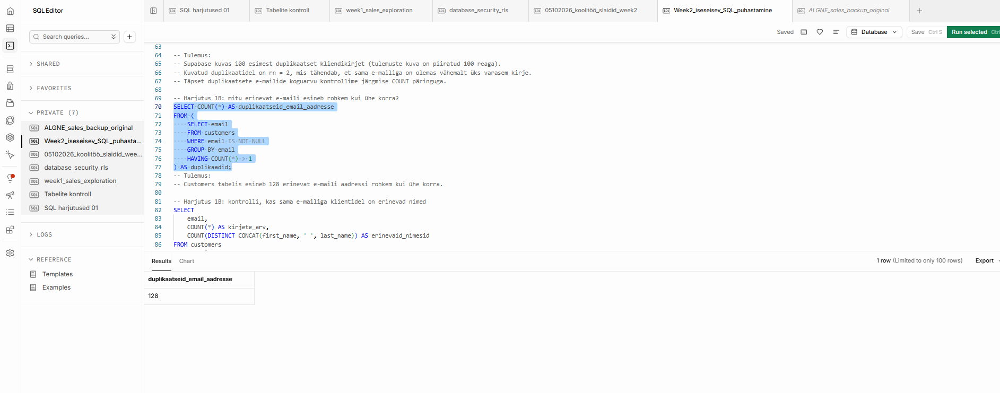 SQL Editor
SQL harjutused 01
Tabelite kontroll
week1_sales_exploration
database_security_rls
05102026_koolitöö_slaidid_week2
Week2_iseseisev_SQL_puhastamine
ALGNE_sales_backup_original
Search queries...
Saved
Database
Save Ctrl S
Run selected Ctrl
SHARED
FAVORITES
PRIVATE (7)
ALGNE_sales_backup_original
Week2_iseseisev_SQL_puhasta...
05102026_koolitöö_slaidid_wee...
database_security_rls
week1_sales_exploration
Tabelite kontroll
SQL harjutused 01
LOGS
REFERENCE
Templates
Examples
63
64 -- Tulemus:
65 -- Supabase kuvas 100 esimest duplikaatset kliendikirjet (tulemuste kuva on piiratud 100 reaga).
66 -- Kuvatud duplikaatidel on rn = 2, mis tähendab, et sama e-mailiga on olemas vähemalt üks varasem kirje.
67 -- Täpset duplikaatsete e-mailide koguarvu kontrollime järgmise COUNT päringuga.
68
69 -- Harjutus 1B: mitu erinevat e-maili esineb rohkem kui ühe korra?
70 SELECT COUNT(*) AS duplikaatseid_email_aadresse
71 FROM (
72 SELECT email
73 FROM customers
74 WHERE email IS NOT NULL
75 GROUP BY email
76 HAVING COUNT(*) > 1
77 ) AS duplikaadid;
78 -- Tulemus:
79 -- Customers tabelis esineb 128 erinevat e-maili aadressi rohkem kui ühe korra.
80
81 -- Harjutus 1B: kontrolli, kas sama e-mailiga klientidel on erinevad nimed
82 SELECT
83 email,
84 COUNT(*) AS kirjete_arv,
85 COUNT(DISTINCT CONCAT(first_name, ' ', last_name)) AS erinevaid_nimesid
86 FROM customers
Results
Chart
1 row (Limited to only 100 rows)
Export
duplikaatseid_email_aadresse
128